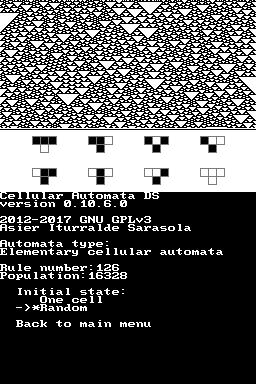 Cellular Automata DS
version 0.10.6.0
2012-2017 GNU GPLv3
Asier Iturralde Sarasola
Automata type:
Elementary cellular automata
Rule number:126
Population:16328
Initial state:
One cell
->*Random
Back to main menu